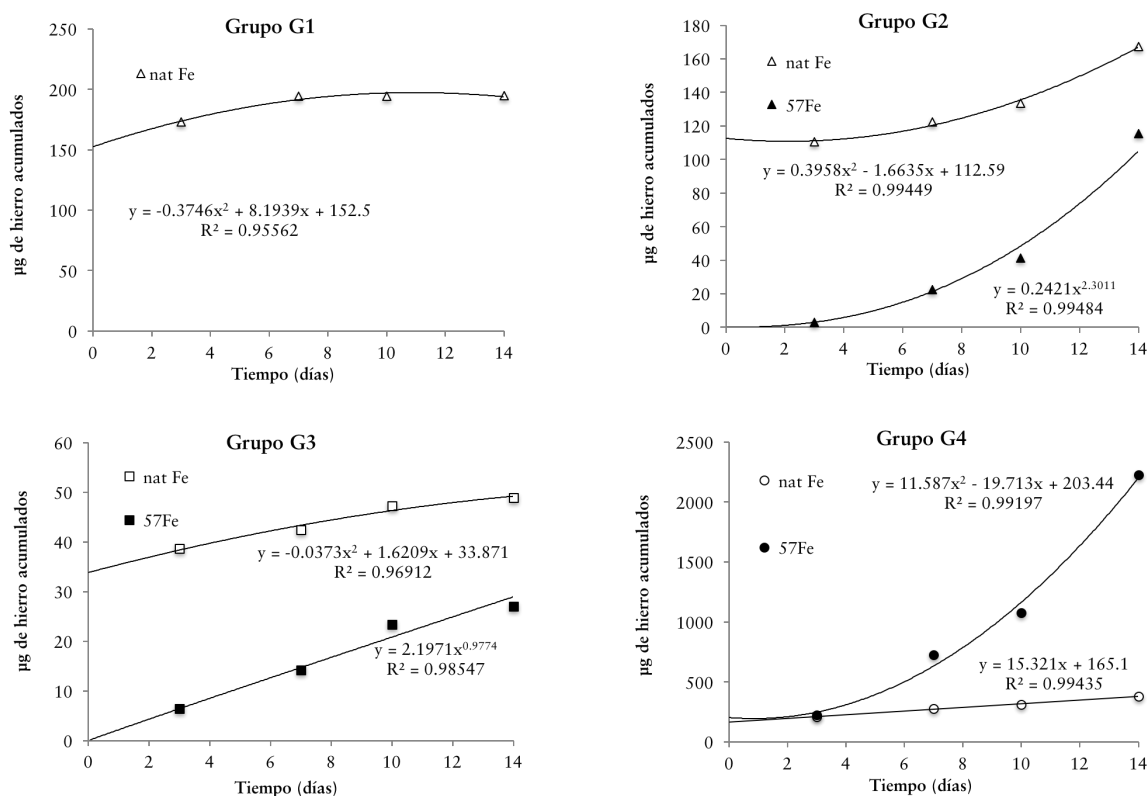 Grupo G1
250
200
150
100
50
0
nat Fe
y = -0.3746x² + 8.1939x + 152.5
R² = 0.95562
0 2 4 6 8 10 12 14
Tiempo (días)
µg de hierro acumulados
Grupo G2
180
160
140
120
100
80
60
40
20
0
nat Fe
57Fe
y = 0.3958x² - 1.6635x + 112.59
R² = 0.99449
y = 0.2421x^2.3011
R² = 0.99484
0 2 4 6 8 10 12 14
Tiempo (días)
µg de hierro acumulados
Grupo G3
60
50
40
30
20
10
0
nat Fe
57Fe
y = -0.0373x² + 1.6209x + 33.871
R² = 0.96912
y = 2.1971x^0.9774
R² = 0.98547
0 2 4 6 8 10 12 14
Tiempo (días)
µg de hierro acumulados
Grupo G4
2500
2000
1500
1000
500
0
nat Fe
57Fe
y = 11.587x² - 19.713x + 203.44
R² = 0.99197
y = 15.321x + 165.1
R² = 0.99435
0 2 4 6 8 10 12 14
Tiempo (días)
µg de hierro acumulados